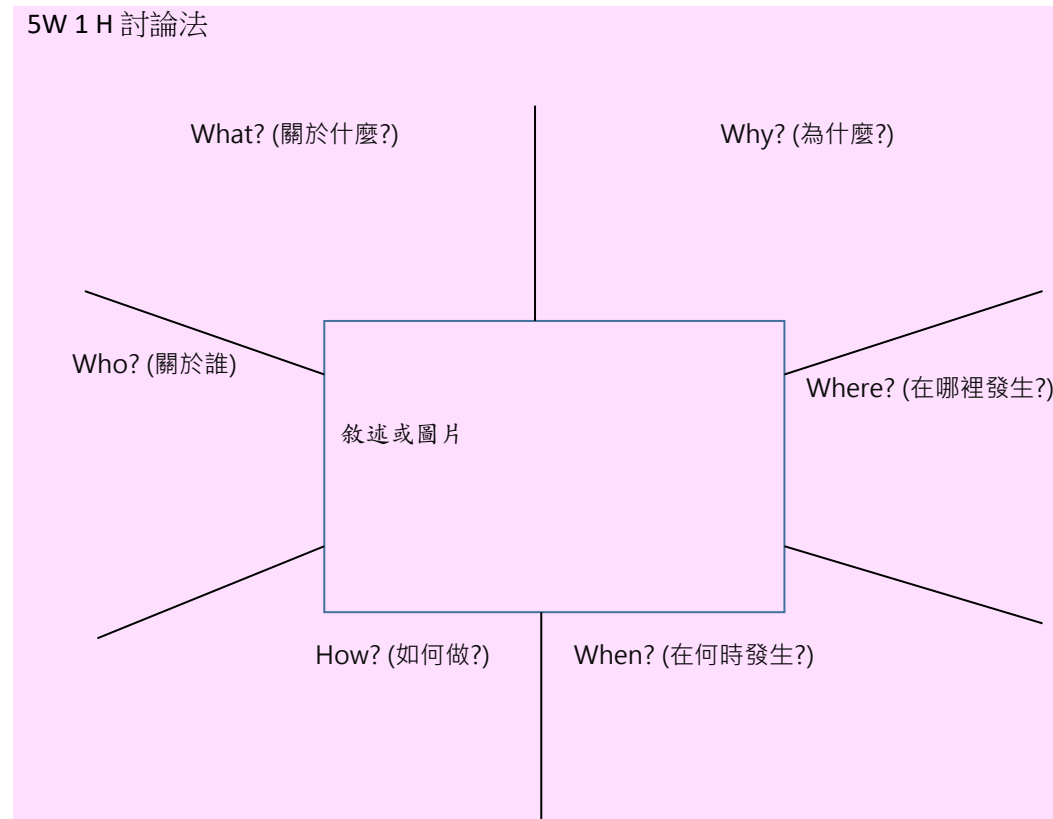 5W 1 H 討論法
What? (關於什麼?)
Why? (為什麼?)
Who? (關於誰)
Where? (在哪裡發生?)
敘述或圖片
How? (如何做?)
When? (在何時發生?)